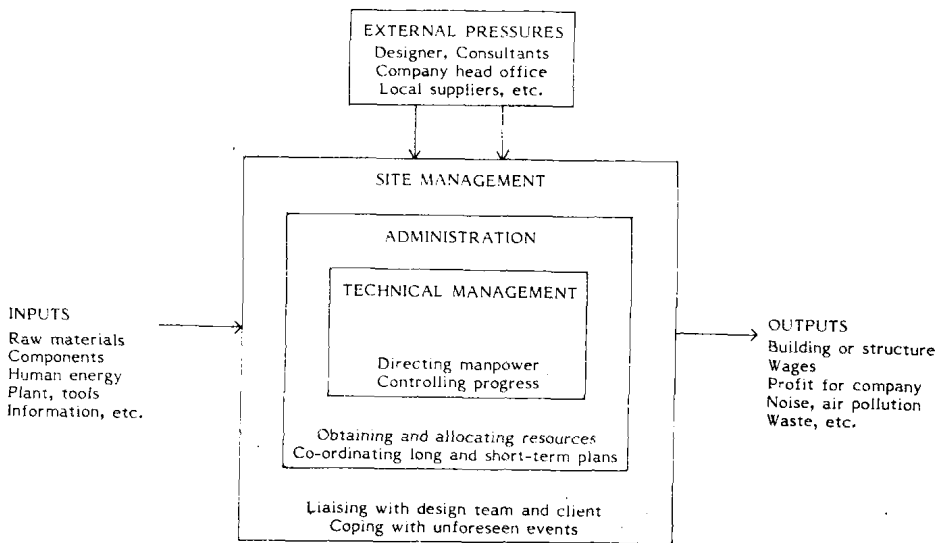 EXTERNAL PRESSURES
Designer, Consultants
Company head office
Local suppliers, etc.
SITE MANAGEMENT
ADMINISTRATION
TECHNICAL MANAGEMENT
Directing manpower
Controlling progress
Obtaining and allocating resources
Co-ordinating long and short-term plans
Liaising with design team and client
Coping with unforeseen events
INPUTS
Raw materials
Components
Human energy
Plant, tools
Information, etc.
OUTPUTS
Building or structure
Wages
Profit for company
Noise, air pollution
Waste, etc.